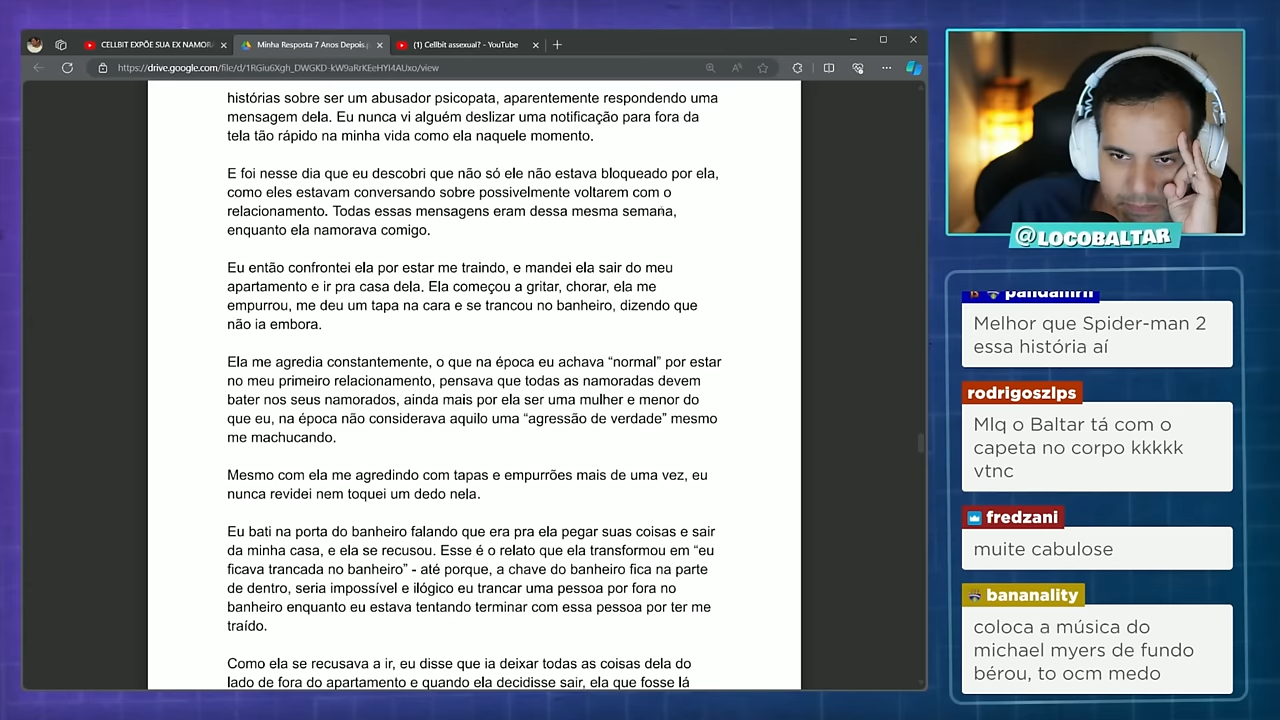 CELLBIT EXPÕE SUA EX NAMOR
Minha Resposta 7 Anos Depois.
(1) Cellbit assexual? - YouTube
histórias sobre ser um abusador psicopata, aparentemente respondendo uma
mensagem dela. Eu nunca vi alguém deslizar uma notificação para fora da
tela tão rápido na minha vida como ela naquele momento.
E foi nesse dia que eu descobri que não só ele não estava bloqueado por ela,
como eles estavam conversando sobre possivelmente voltarem com o
relacionamento. Todas essas mensagens eram dessa mesma semana,
enquanto ela namorava comigo.
Eu então confrontei ela por estar me traindo, e mandei ela sair do meu
apartamento e ir pra casa dela. Ela começou a gritar, chorar, ela me
empurrou, me deu um tapa na cara e se trancou no banheiro, dizendo que
não ia embora.
Ela me agredia constantemente, o que na época eu achava “normal” por estar
no meu primeiro relacionamento, pensava que todas as namoradas devem
bater nos seus namorados, ainda mais por ela ser uma mulher e menor do
que eu, na época não considerava aquilo uma “agressão de verdade” mesmo
me machucando.
Mesmo com ela me agredindo com tapas e empurrões mais de uma vez, eu
nunca revidei nem toquei um dedo nela.
Eu bati na porta do banheiro falando que era pra ela pegar suas coisas e sair
da minha casa, e ela se recusou. Esse é o relato que ela transformou em “eu
ficava trancada no banheiro” - até porque, a chave do banheiro fica na parte
de dentro, seria impossível e ilógico eu trancar uma pessoa por fora no
banheiro enquanto eu estava tentando terminar com essa pessoa por ter me
traído.
Como ela se recusava a ir, eu disse que ia deixar todas as coisas dela do
lado de fora do apartamento e quando ela decidisse sair, ela que fosse lá
@LOCOBALTAR
Melhor que Spider-man 2
essa história aí
rodrigoszlps
Mlq o Baltar tá com o
capeta no corpo kkkkk
vtnc
fredzani
muite cabulose
bananality
coloca a música do
michael myers de fundo
bérou, to ocm medo